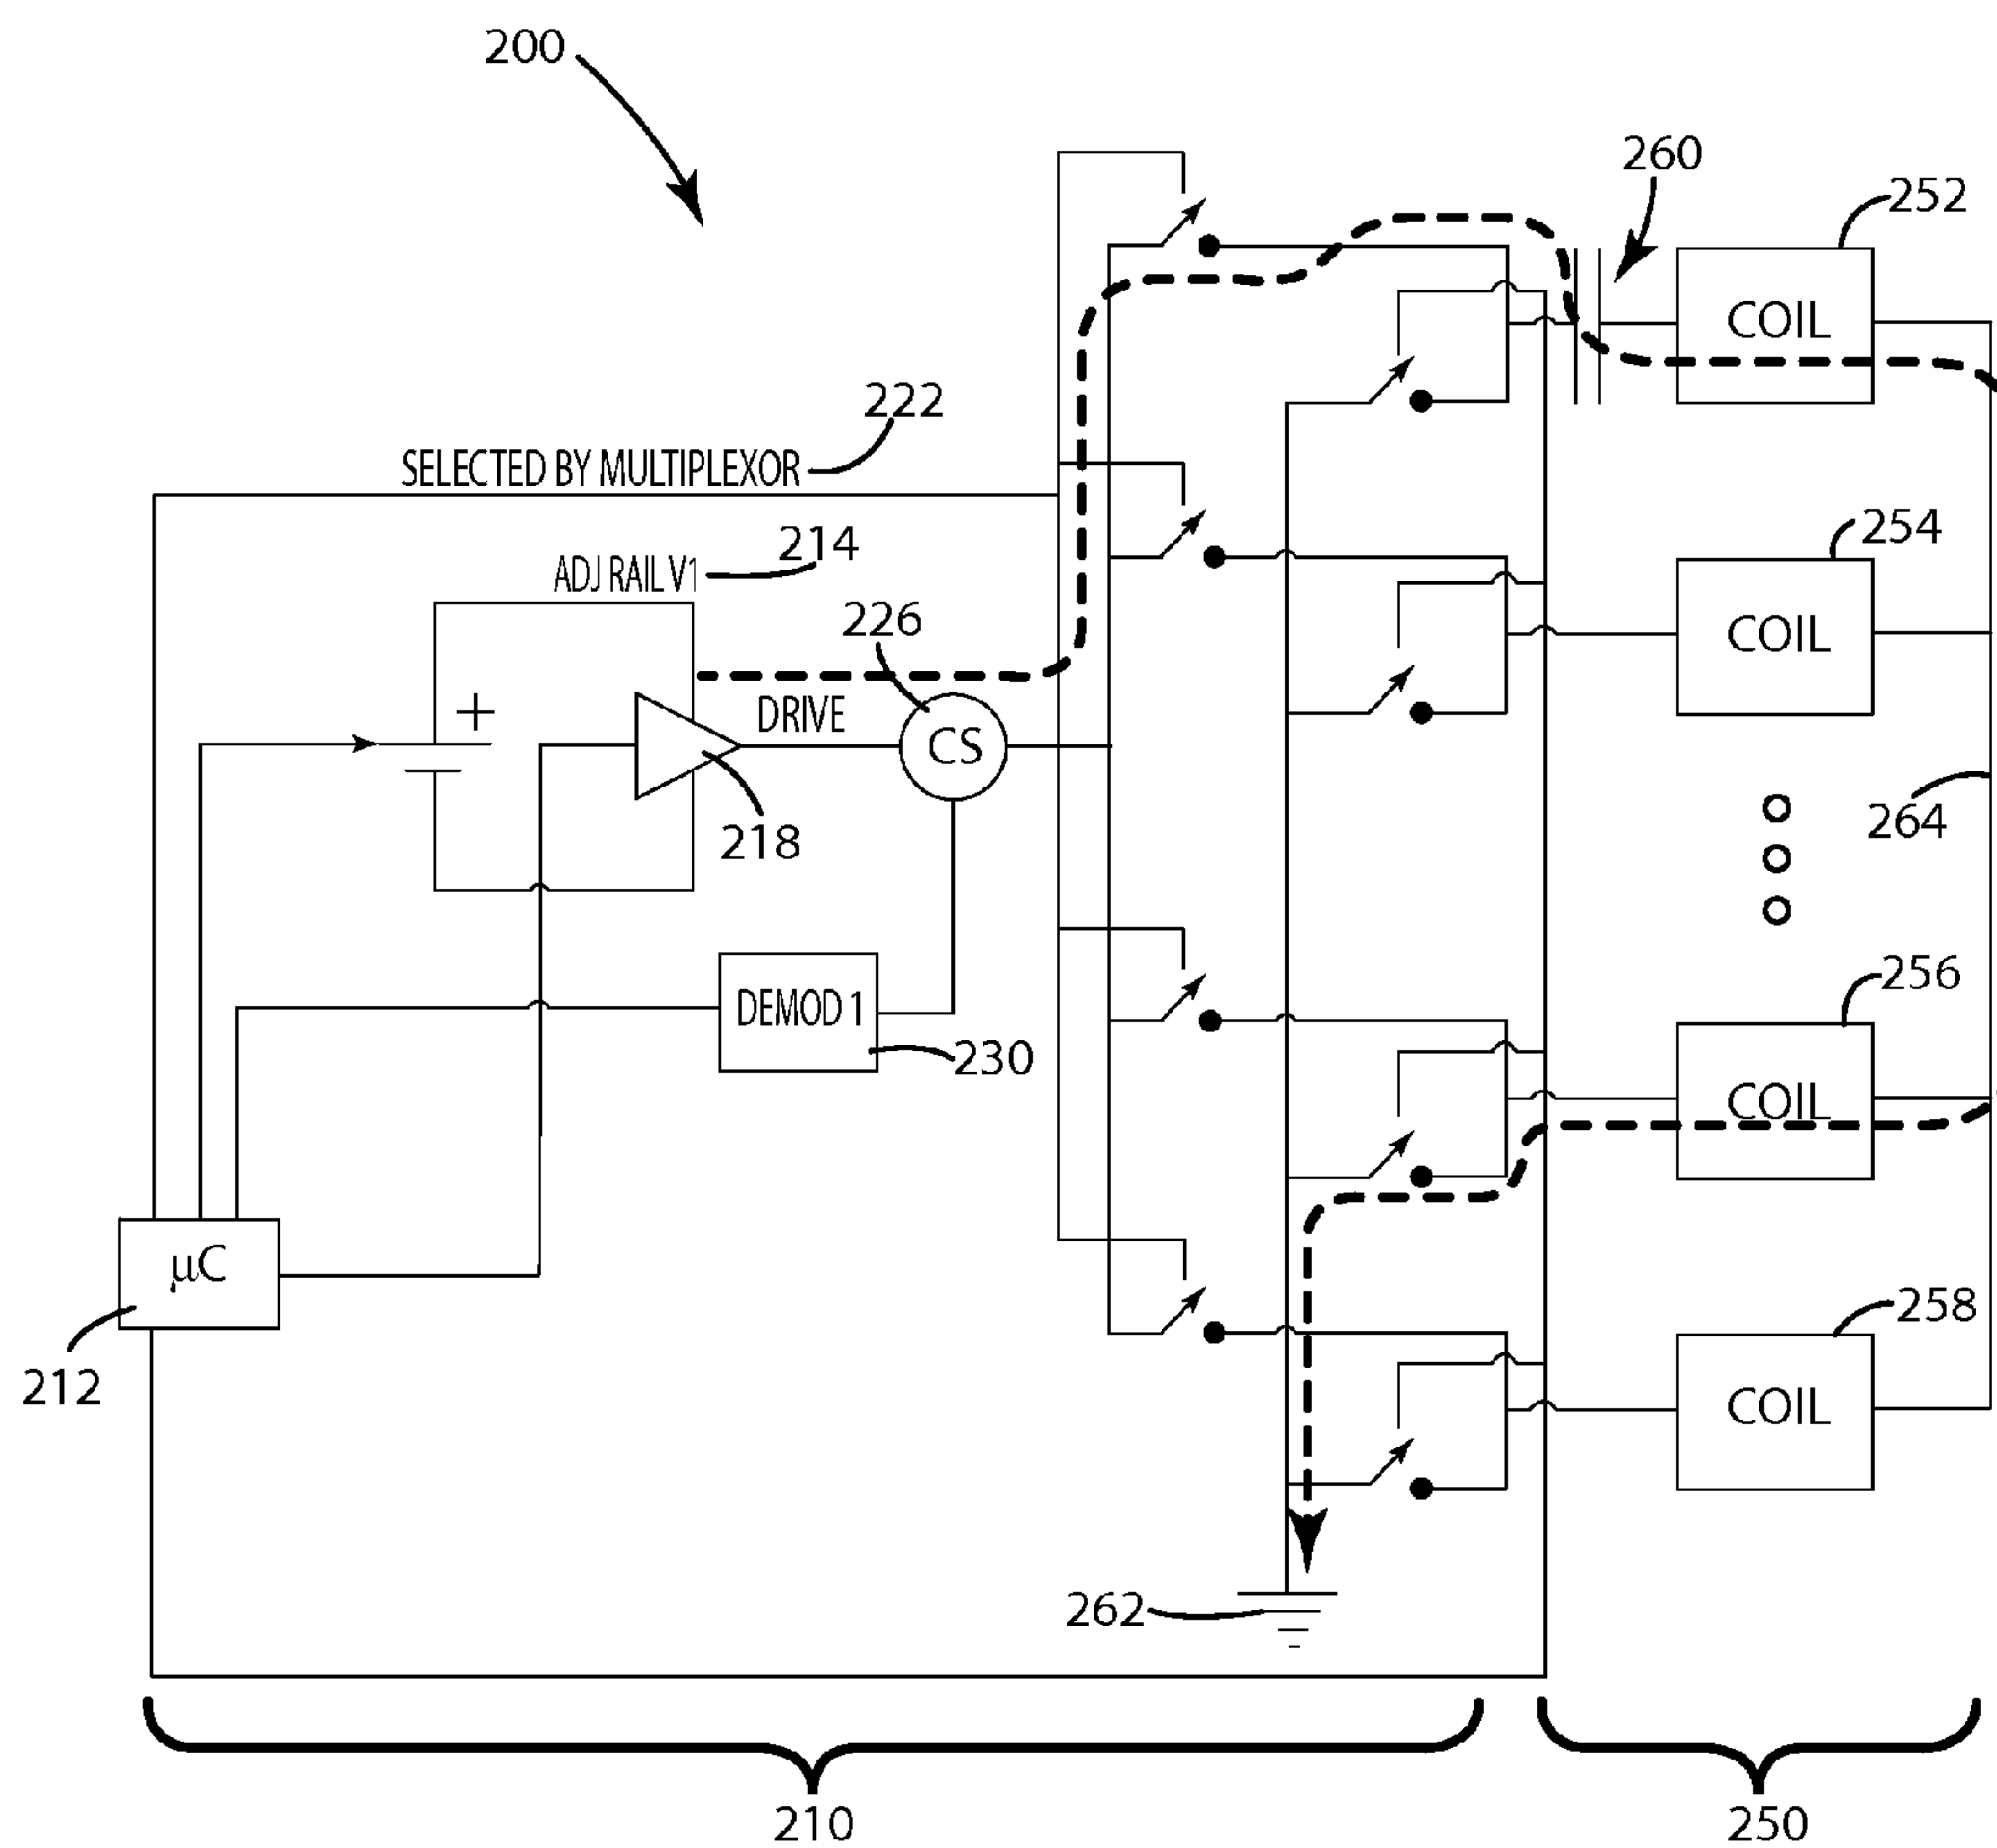 200
260
252
COIL
222
SELECTED BY MULTIPLEXOR
254
214
ADJ RAIL V1
226
COIL
+
DRIVE
CS
218
264
256
DEMOD 1
230
COIL
µC
258
212
COIL
262
210
250